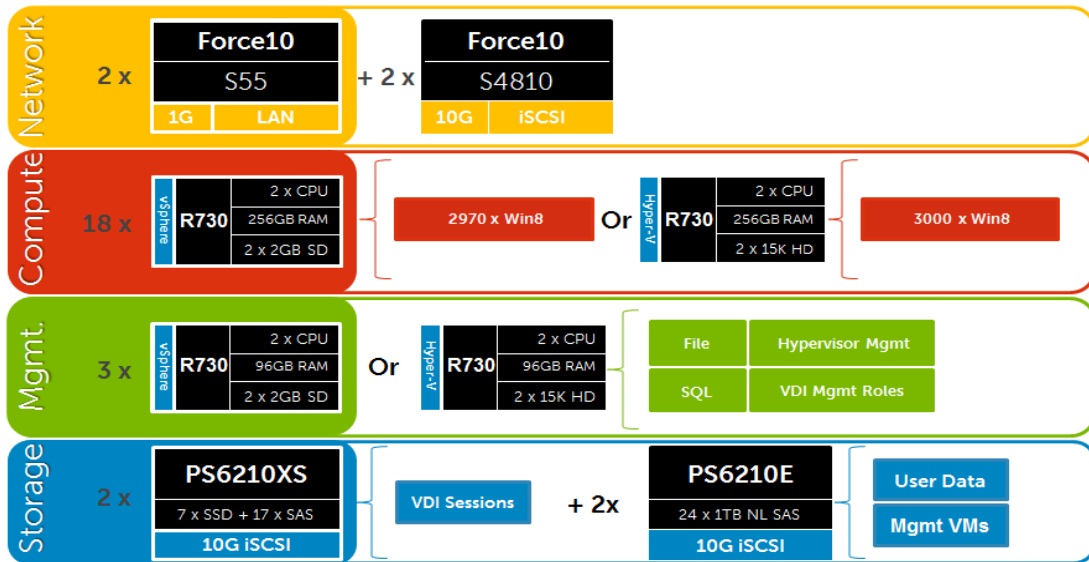 Network
2 x
Force10
S55
1G LAN
+ 2 x
Force10
S4810
10G iSCSI
Compute
18 x
vSphere
R730
2 x CPU
256GB RAM
2 x 2GB SD
2970 x Win8
Or
Hyper-V
R730
2 x CPU
256GB RAM
2 x 15K HD
3000 x Win8
Mgmt.
3 x
vSphere
R730
2 x CPU
96GB RAM
2 x 2GB SD
Or
Hyper-V
R730
2 x CPU
96GB RAM
2 x 15K HD
File
Hypervisor Mgmt
SQL
VDI Mgmt Roles
Storage
2 x
PS6210XS
7 x SSD + 17 x SAS
10G iSCSI
VDI Sessions
+ 2x
PS6210E
24 x 1TB NL SAS
10G iSCSI
User Data
Mgmt VMs